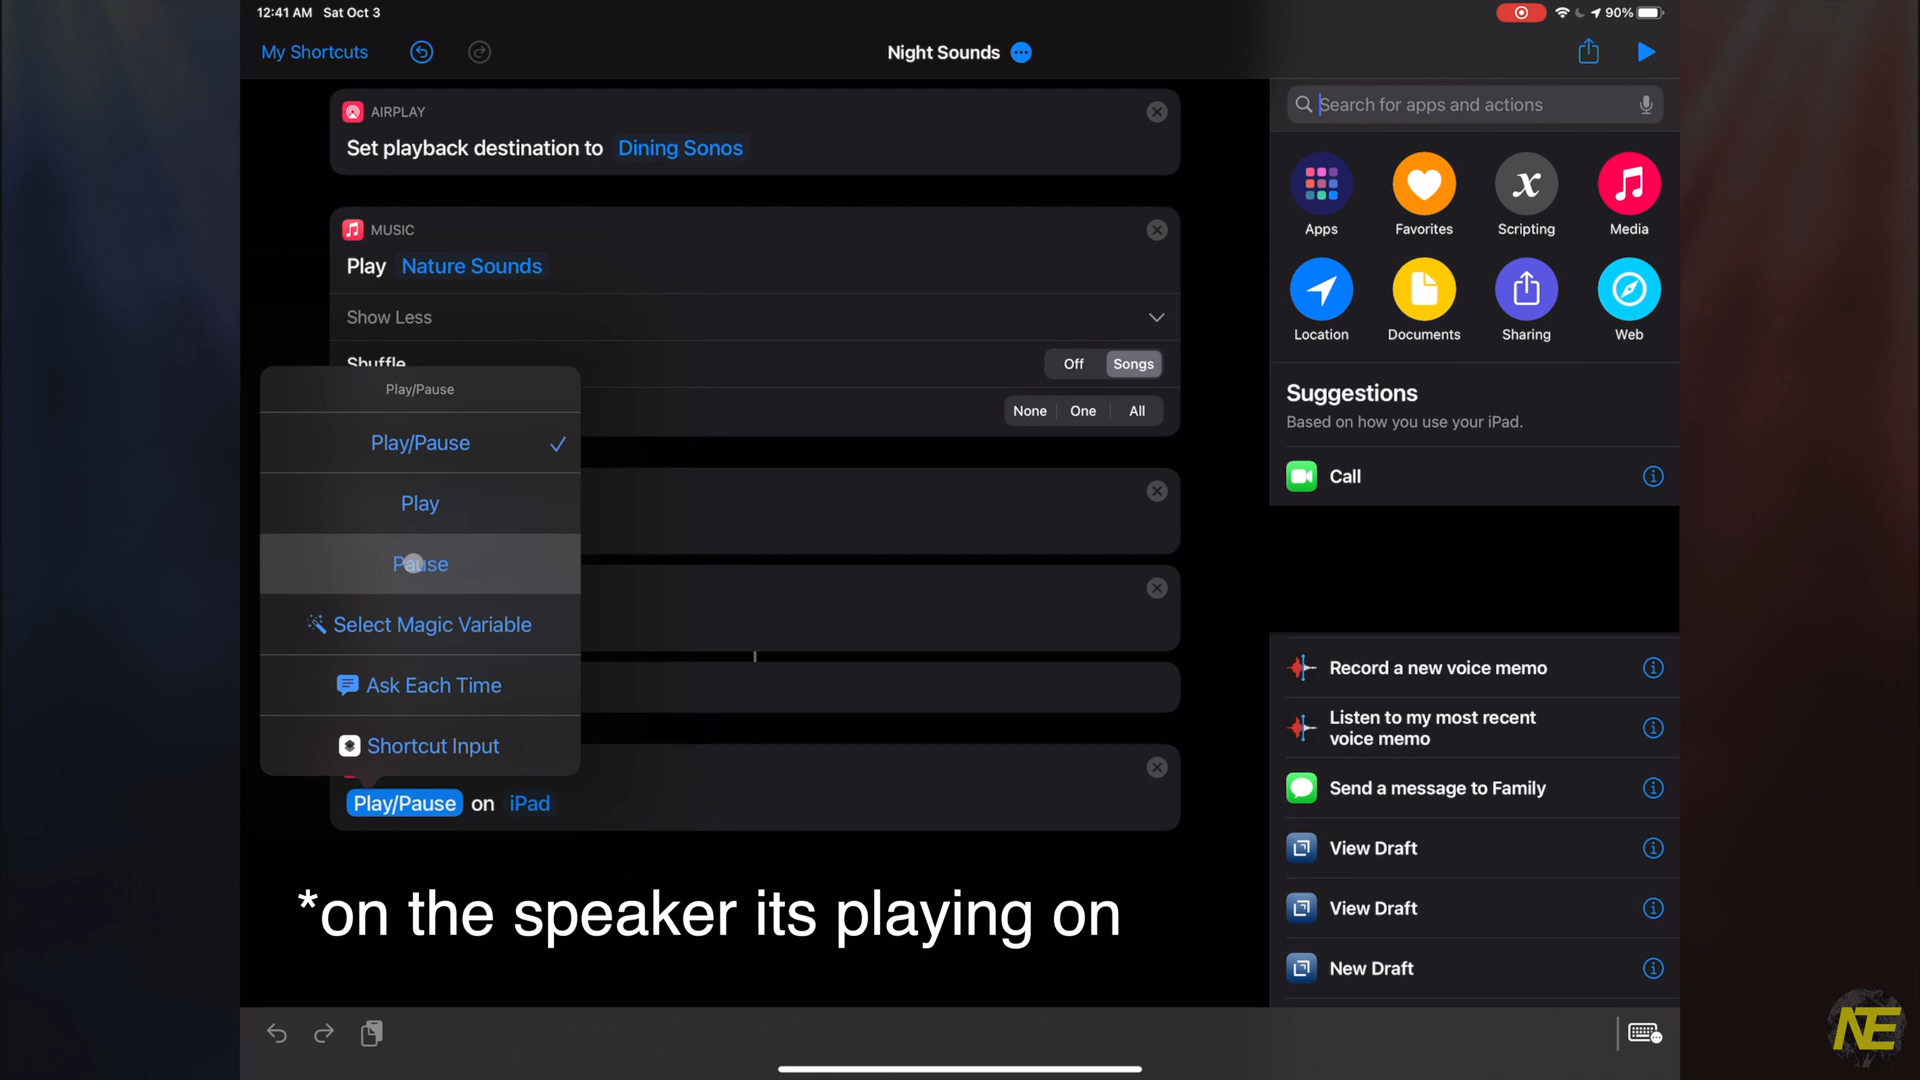 12:41 AM Sat Oct 3
90%
My Shortcuts
Night Sounds
AIRPLAY
Set playback destination to Dining Sonos
MUSIC
Play Nature Sounds
Show Less
Shuffle
Off Songs
None One All
Play/Pause
Play/Pause
Play
Pause
Select Magic Variable
Ask Each Time
Shortcut Input
Play/Pause on iPad
*on the speaker its playing on
Search for apps and actions
Apps Favorites Scripting Media
Location Documents Sharing Web
Suggestions
Based on how you use your iPad.
Call
Record a new voice memo
Listen to my most recent
voice memo
Send a message to Family
View Draft
View Draft
New Draft
NE